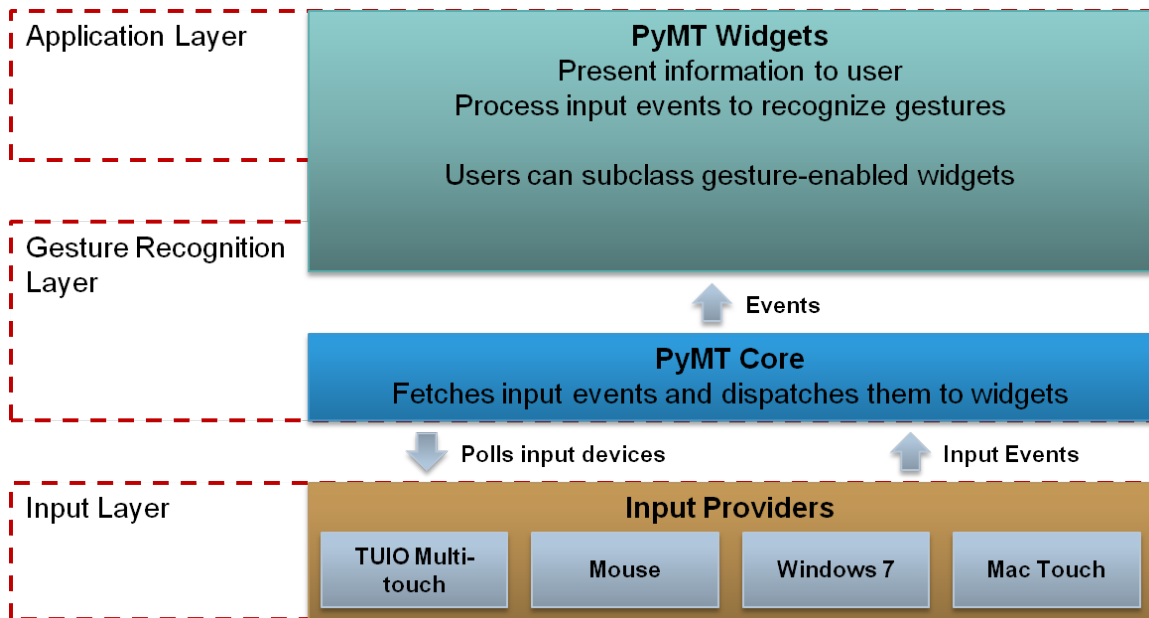 Application Layer
PyMT Widgets
Present information to user
Process input events to recognize gestures
Users can subclass gesture-enabled widgets
Gesture Recognition
Layer
Events
PyMT Core
Fetches input events and dispatches them to widgets
Polls input devices
Input Events
Input Layer
Input Providers
TUIO Multi-
touch
Mouse
Windows 7
Mac Touch